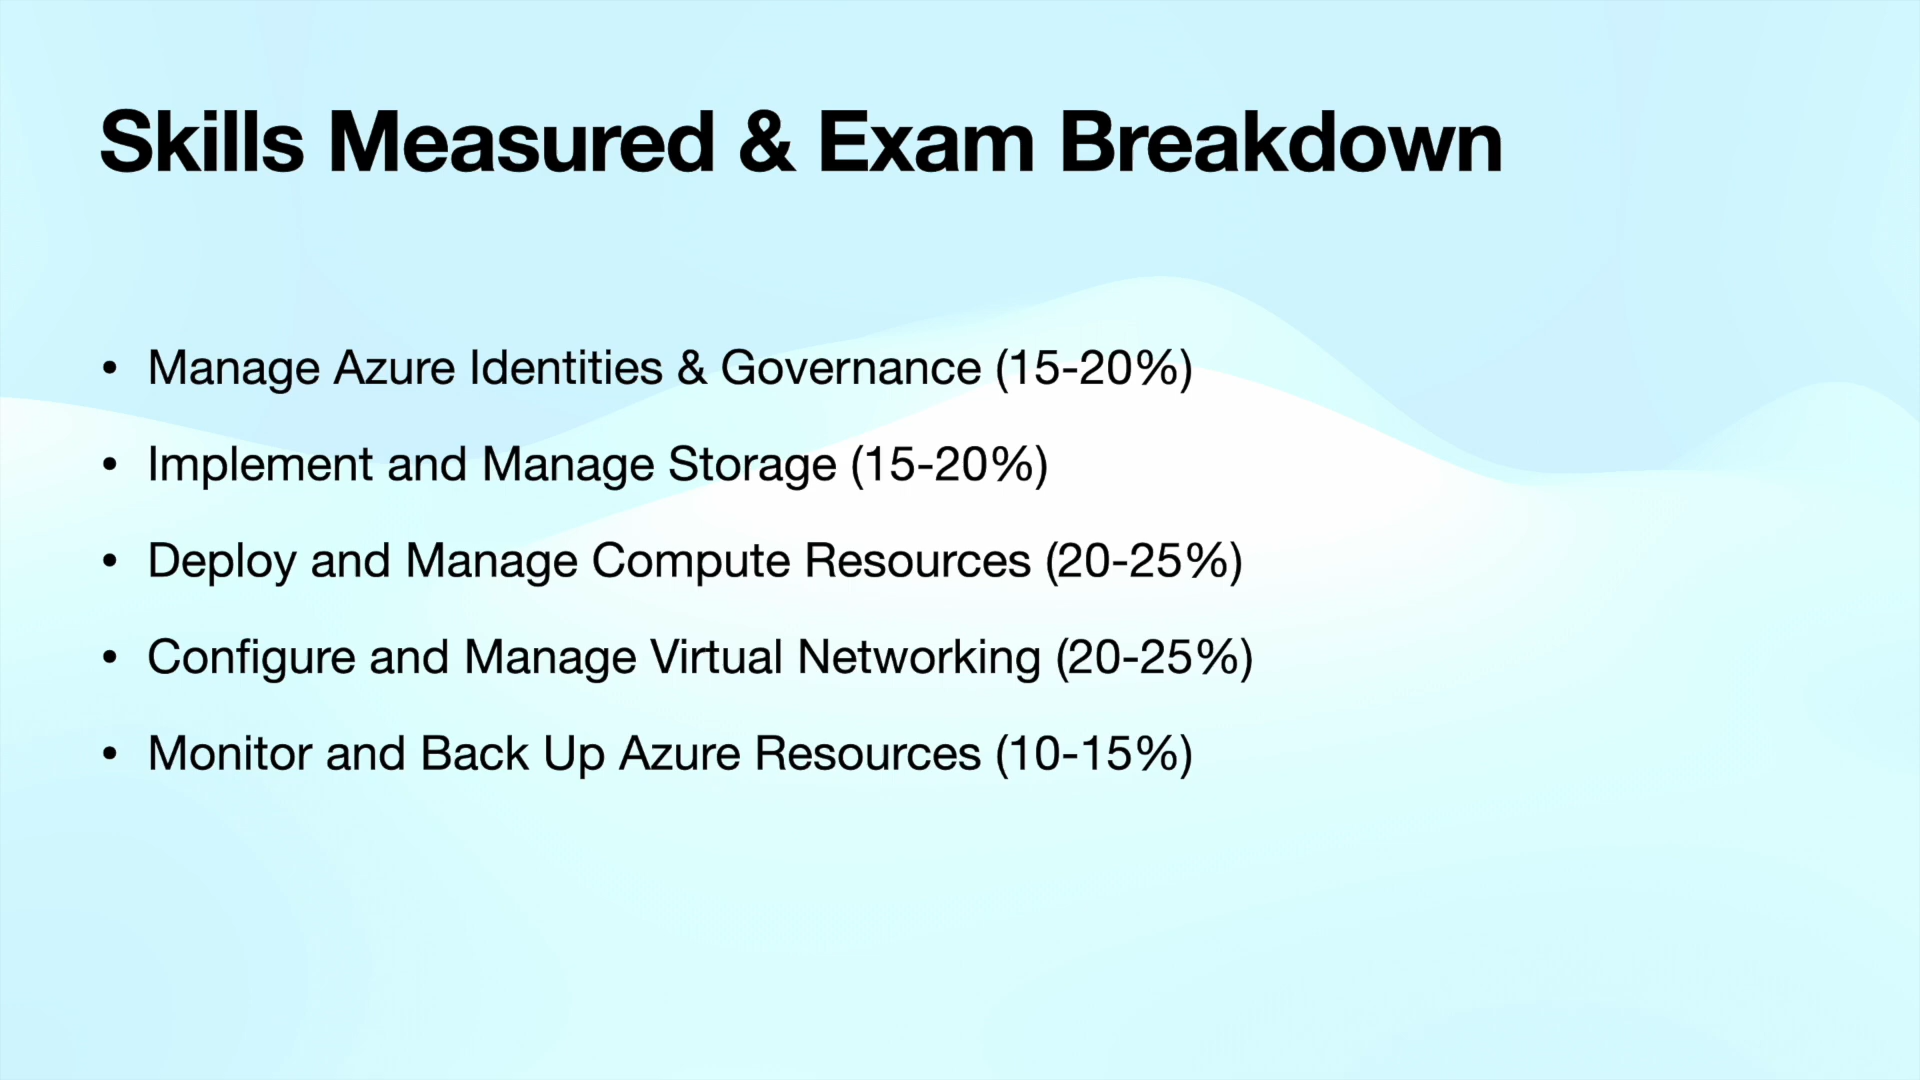 Skills Measured & Exam Breakdown
• Manage Azure Identities & Governance (15-20%)
• Implement and Manage Storage (15-20%)
• Deploy and Manage Compute Resources (20-25%)
• Configure and Manage Virtual Networking (20-25%)
• Monitor and Back Up Azure Resources (10-15%)